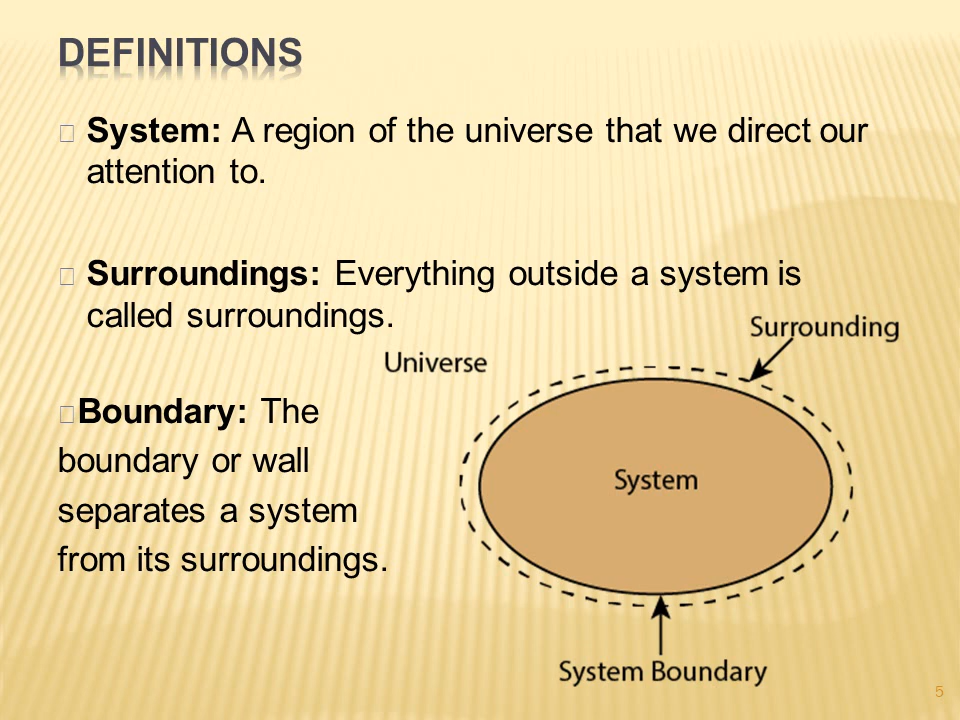 DEFINITIONS
System: A region of the universe that we direct our
attention to.
Surroundings: Everything outside a system is
called surroundings.
Boundary: The
boundary or wall
separates a system
from its surroundings.
Universe
Surrounding
System
System Boundary
5